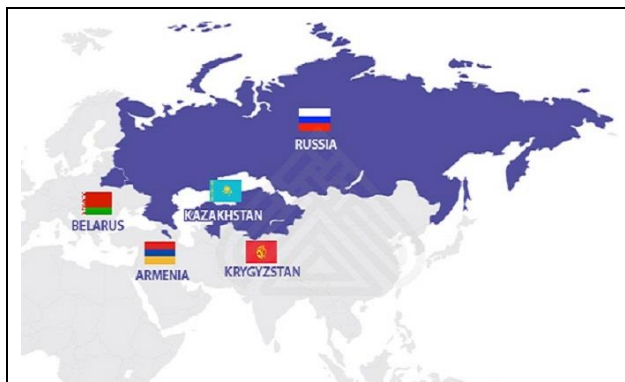 RUSSIA
KAZAKHSTAN
BELARUS
ARMENIA
KRYGYZSTAN